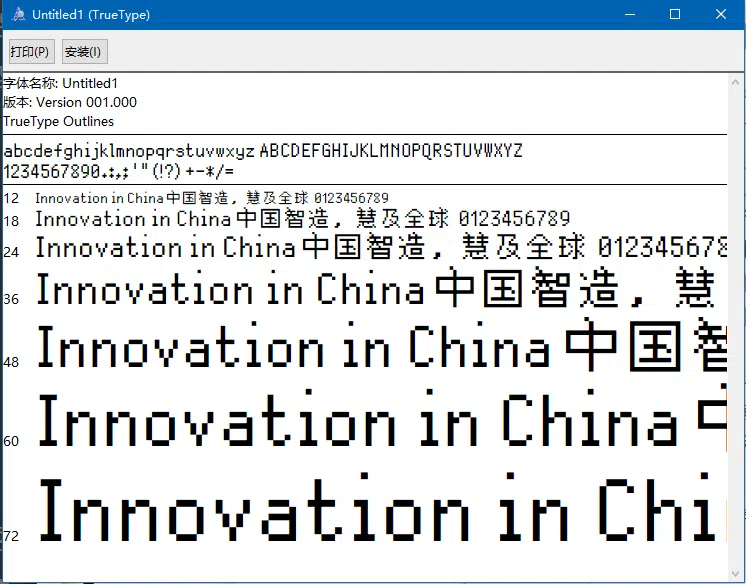 Untitled1 (TrueType)
打印(P) 安装(I)
字体名称: Untitled1
版本: Version 001.000
TrueType Outlines
abcdefghijklmnopqrstuvwxyz ABCDEFGHIJKLMNOPQRSTUVWXYZ
1234567890.:,; ' " (!?) +-*/=
12 Innovation in China 中国智造，慧及全球 0123456789
18 Innovation in China 中国智造，慧及全球 0123456789
24 Innovation in China 中国智造，慧及全球 012345678
36 Innovation in China 中国智造，慧
48 Innovation in China 中国智
60 Innovation in China 中
72 Innovation in Chi